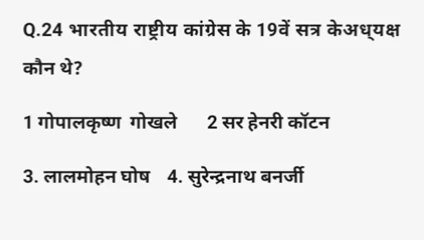 Q.24 भारतीय राष्ट्रीय कांग्रेस के 19वें सत्र केअध्यक्ष
कौन थे?
1 गोपालकृष्ण गोखले 2 सर हेनरी कॉटन
3. लालमोहन घोष 4. सुरेन्द्रनाथ बनर्जी